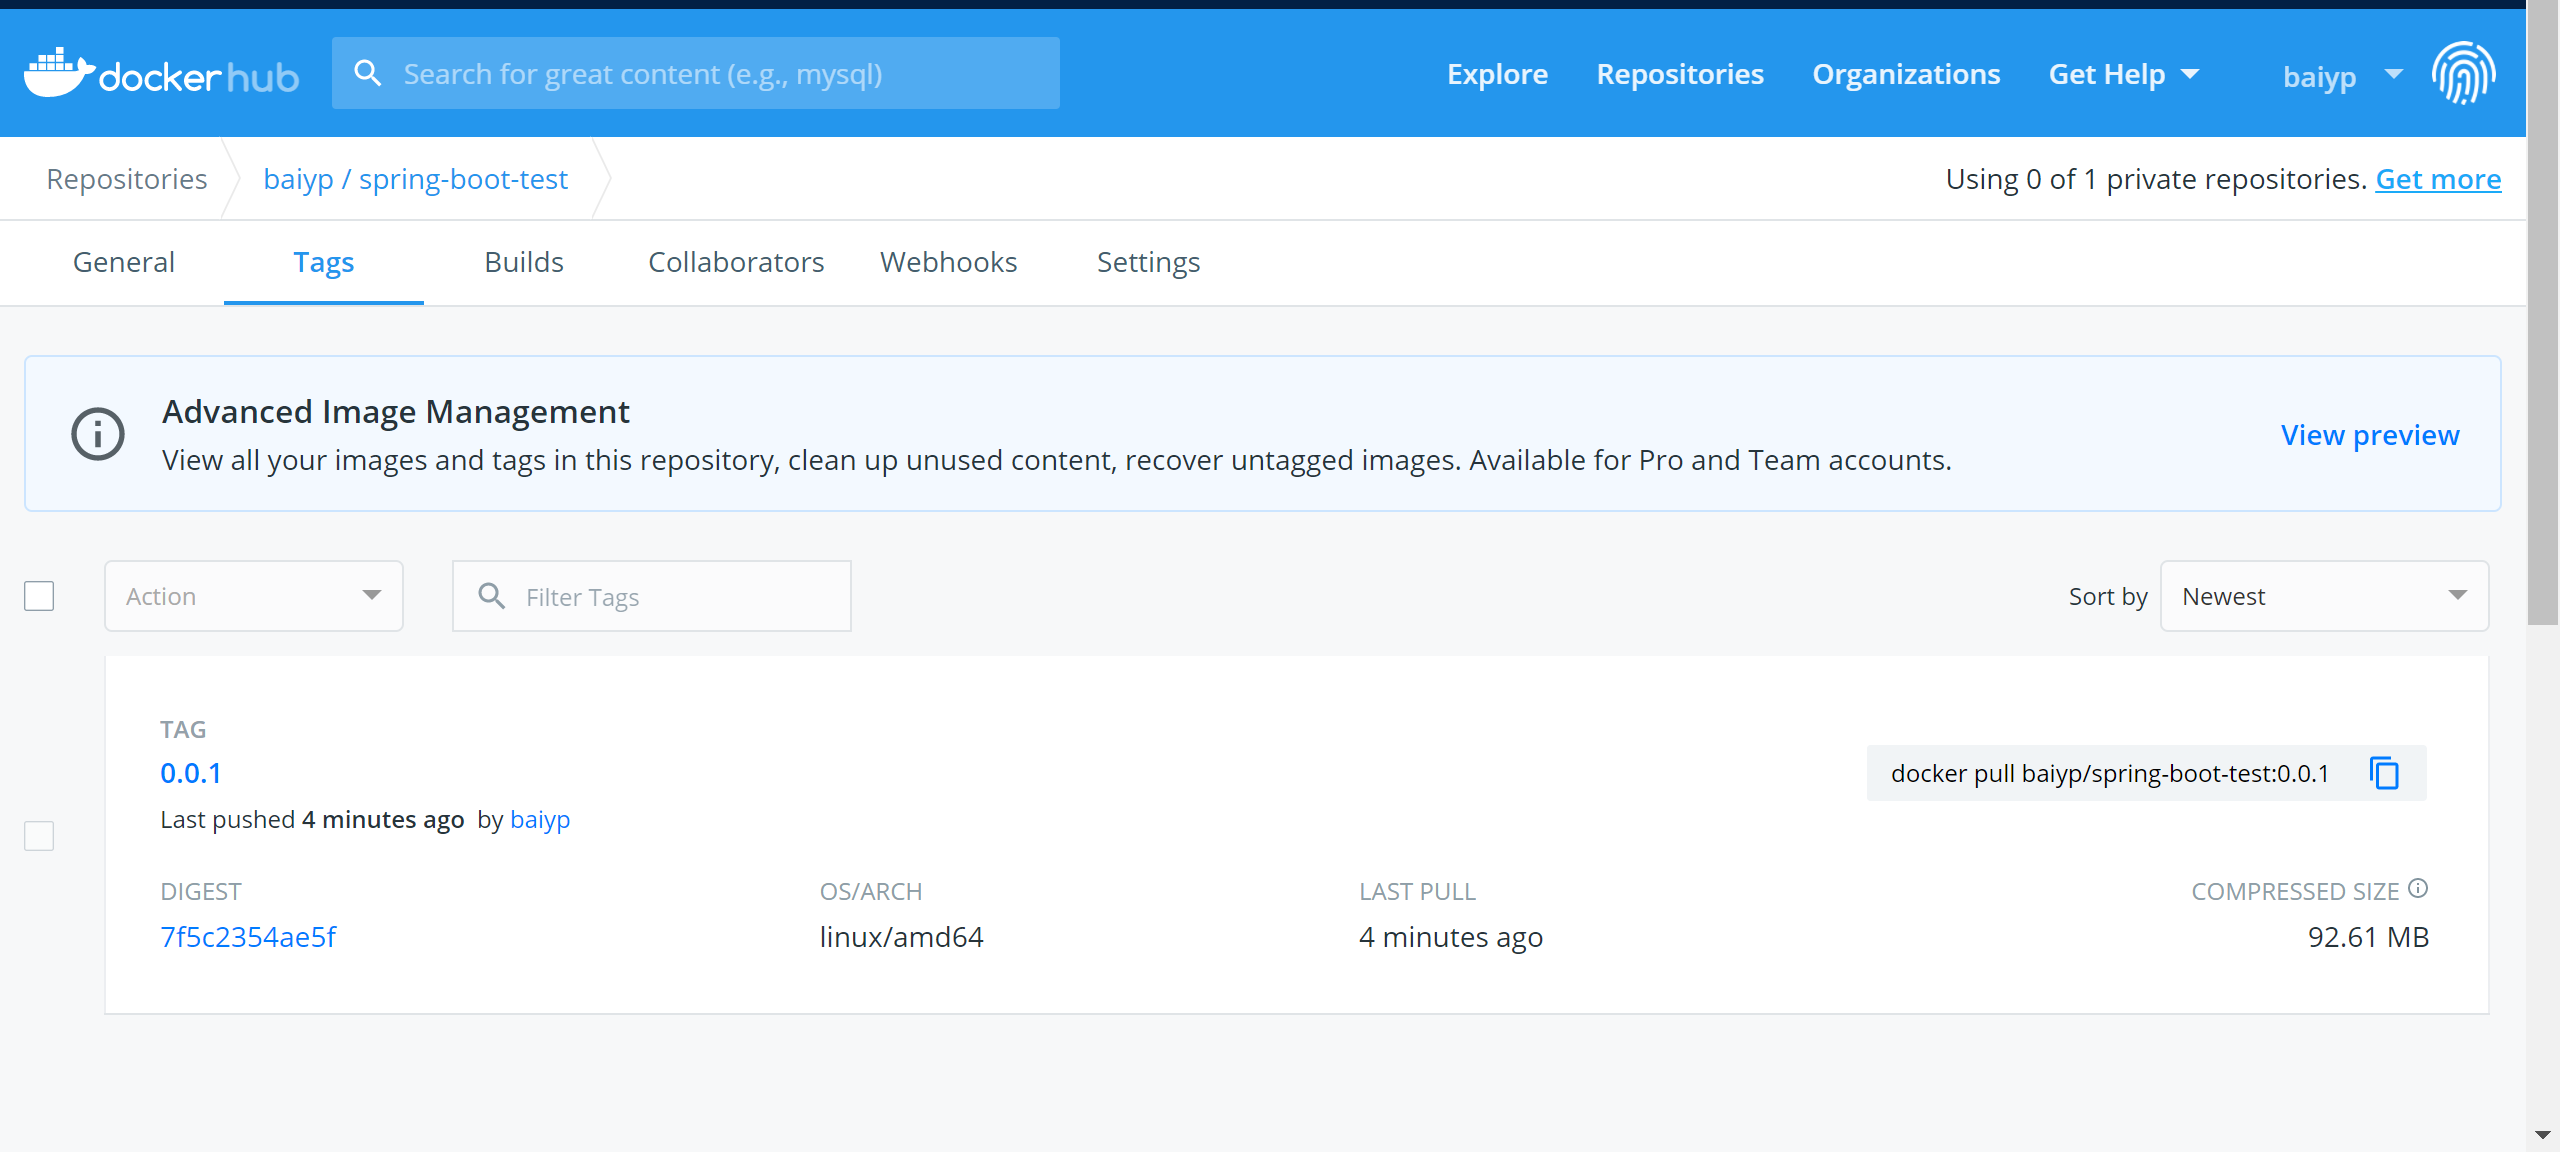 dockerhub
Search for great content (e.g., mysql)
Explore
Repositories
Organizations
Get Help
baiyp
Repositories
baiyp / spring-boot-test
Using 0 of 1 private repositories. Get more
General
Tags
Builds
Collaborators
Webhooks
Settings
Advanced Image Management
View all your images and tags in this repository, clean up unused content, recover untagged images. Available for Pro and Team accounts.
View preview
Action
Filter Tags
Sort by
Newest
TAG
0.0.1
docker pull baiyp/spring-boot-test:0.0.1
Last pushed 4 minutes ago by baiyp
DIGEST
OS/ARCH
LAST PULL
COMPRESSED SIZE
7f5c2354ae5f
linux/amd64
4 minutes ago
92.61 MB